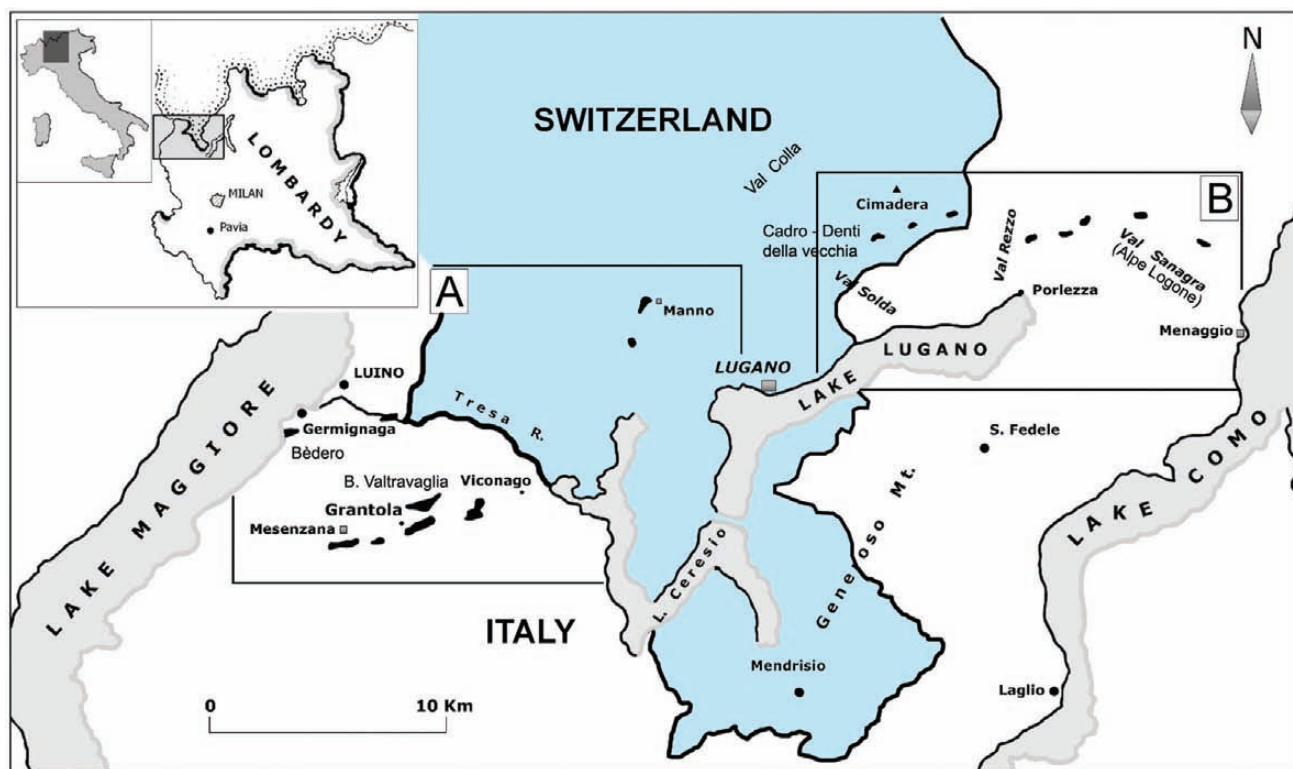 LOMBARDY
MILAN
Pavia
N
SWITZERLAND
Val Colla
B
Cimadera
Cadro - Denti
della vecchia
Val Rezzo
Val Sanagra
(Alpe Logone)
Val Solda
Porlezza
Menaggio
A
Manno
LUGANO
LAKE LUGANO
LUINO
Tresa R.
Germignaga
Bèdero
B. Valtravaglia
Viconago
Grantola
Mesenzana
LAKE MAGGIORE
S. Fedele
Generoso Mt.
LAKE COMO
L. Ceresio
ITALY
Mendrisio
Laglio
0
10 Km